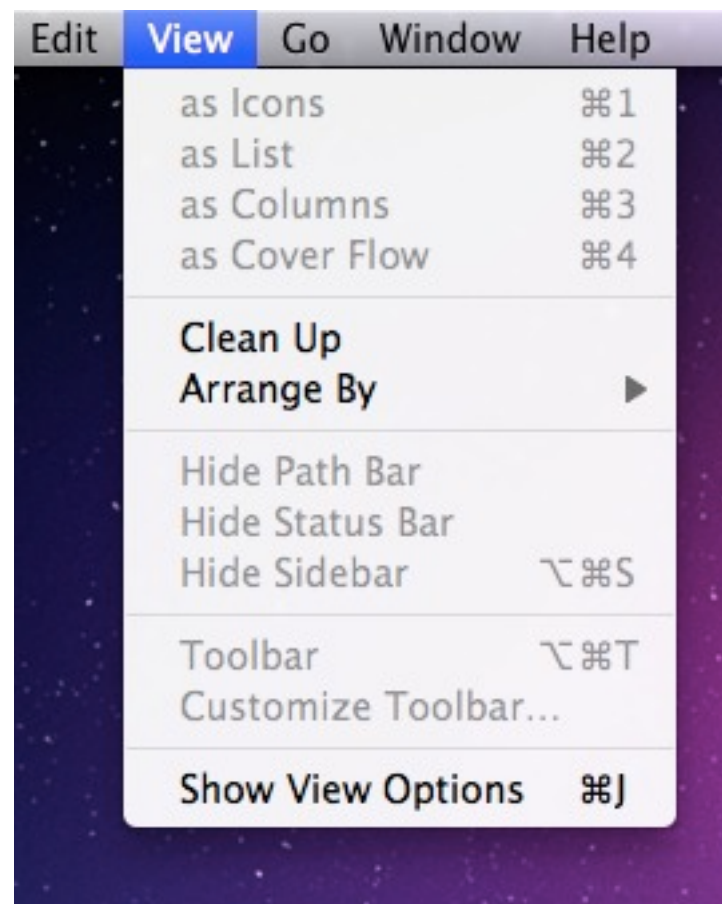 Edit View Go Window Help
as Icons ⌘1
as List ⌘2
as Columns ⌘3
as Cover Flow ⌘4
Clean Up
Arrange By ▶
Hide Path Bar
Hide Status Bar
Hide Sidebar ⌥⌘S
Toolbar ⌥⌘T
Customize Toolbar...
Show View Options ⌘J